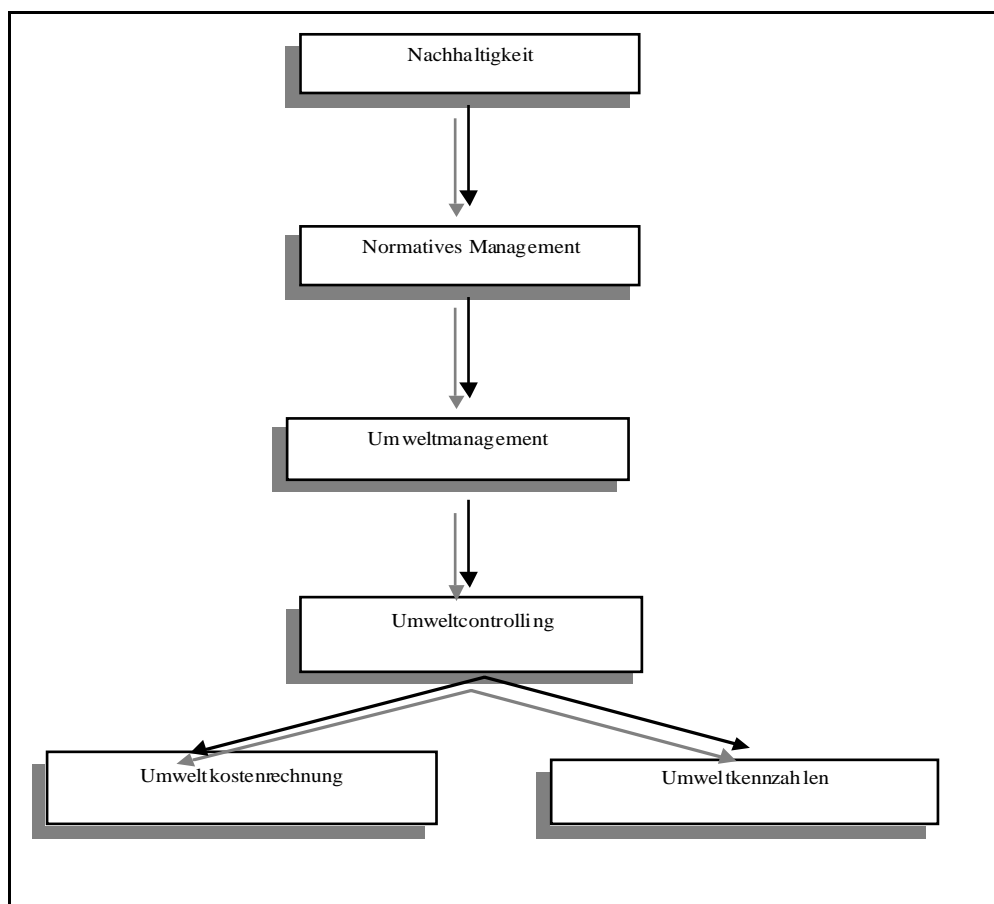 Nachhaltigkeit
Normatives Management
Umweltmanagement
Umweltcontrolling
Umweltkostenrechnung
Umweltkennzahlen